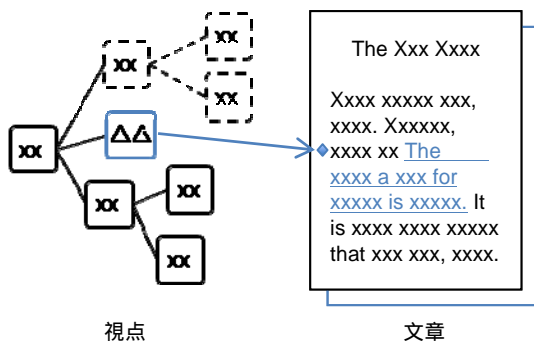 xx
xx
xx
xx
ΔΔ
xx
xx
xx
The Xxx Xxxx
Xxxx xxxxx xxx,
xxxx. Xxxxxx,
xxxx xx The
xxxx a xxx for
xxxxx is xxxxx. It
is xxxx xxxx xxxxx
that xxx xxx, xxxx.
視点
文章